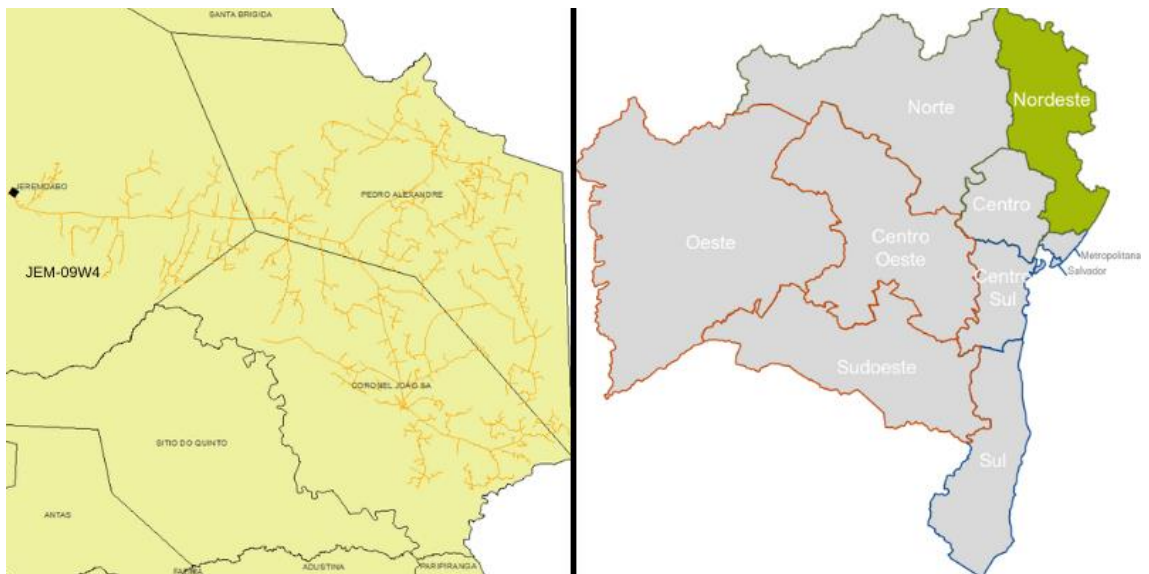 SANTA BRIGIDA
JEREMOABO
PEDRO ALEXANDRE
JEM-09W4
CORONEL JOAO SA
SITIO DO QUINTO
ANTAS
ADUSTINA
PARIPIRANGA
Nordeste
Norte
Centro
Oeste
Centro
Oeste
Metropolitana
Salvador
Centro
Sul
Sudoeste
Sul